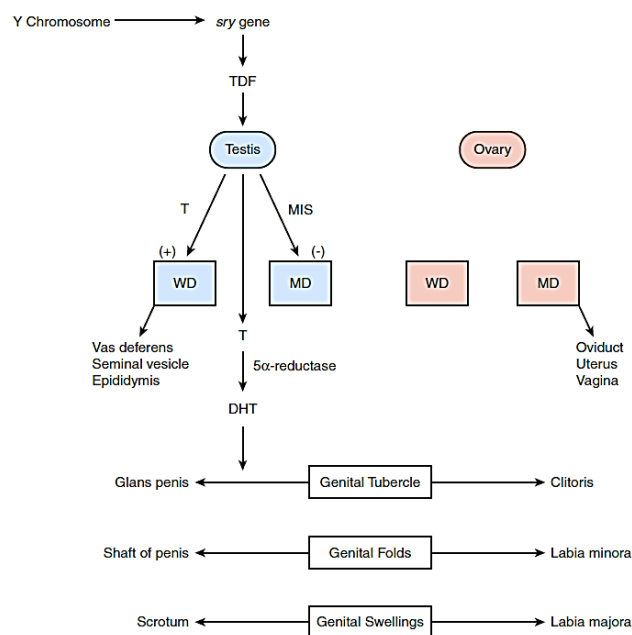 Y Chromosome
sry gene
TDF
Testis
Ovary
T
MIS
(+)
(-)
WD
MD
WD
MD
Vas deferens
Seminal vesicle
Epididymis
T
Oviduct
Uterus
Vagina
5α-reductase
DHT
Glans penis
Genital Tubercle
Clitoris
Shaft of penis
Genital Folds
Labia minora
Scrotum
Genital Swellings
Labia majora